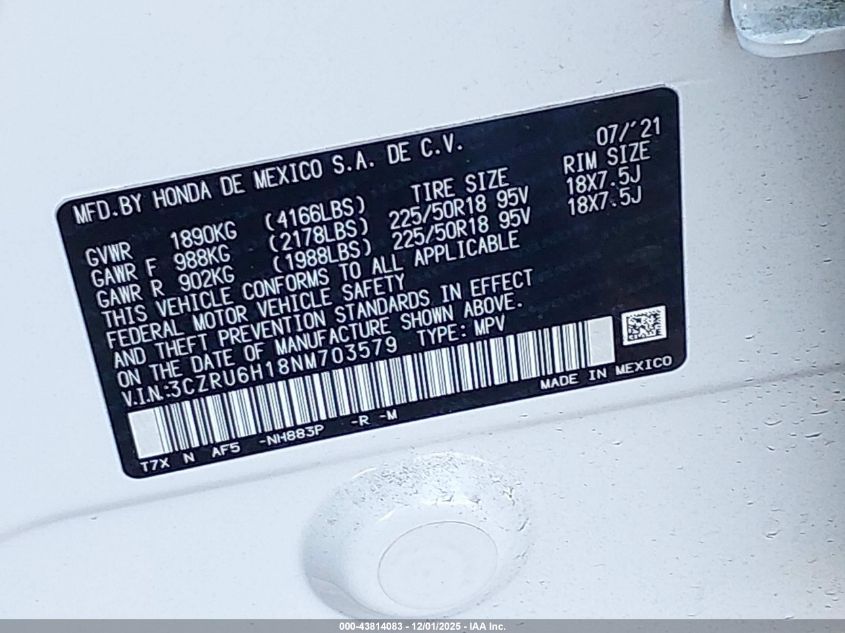 MFD.BY HONDA DE MEXICO S.A. DE C.V. 07/'21
TIRE SIZE RIM SIZE
GVWR 1890KG (4166LBS)
GAWR F 988KG (2178LBS) 225/50R18 95V 18X7.5J
GAWR R 902KG (1988LBS) 225/50R18 95V 18X7.5J
THIS VEHICLE CONFORMS TO ALL APPLICABLE
FEDERAL MOTOR VEHICLE SAFETY
AND THEFT PREVENTION STANDARDS IN EFFECT
ON THE DATE OF MANUFACTURE SHOWN ABOVE.
V.I.N.:3CZRU6H18NM703579 TYPE: MPV
T7X N AF5 -NH883P -R -M MADE IN MEXICO
000-43814083 - 12/01/2025 - IAA Inc.